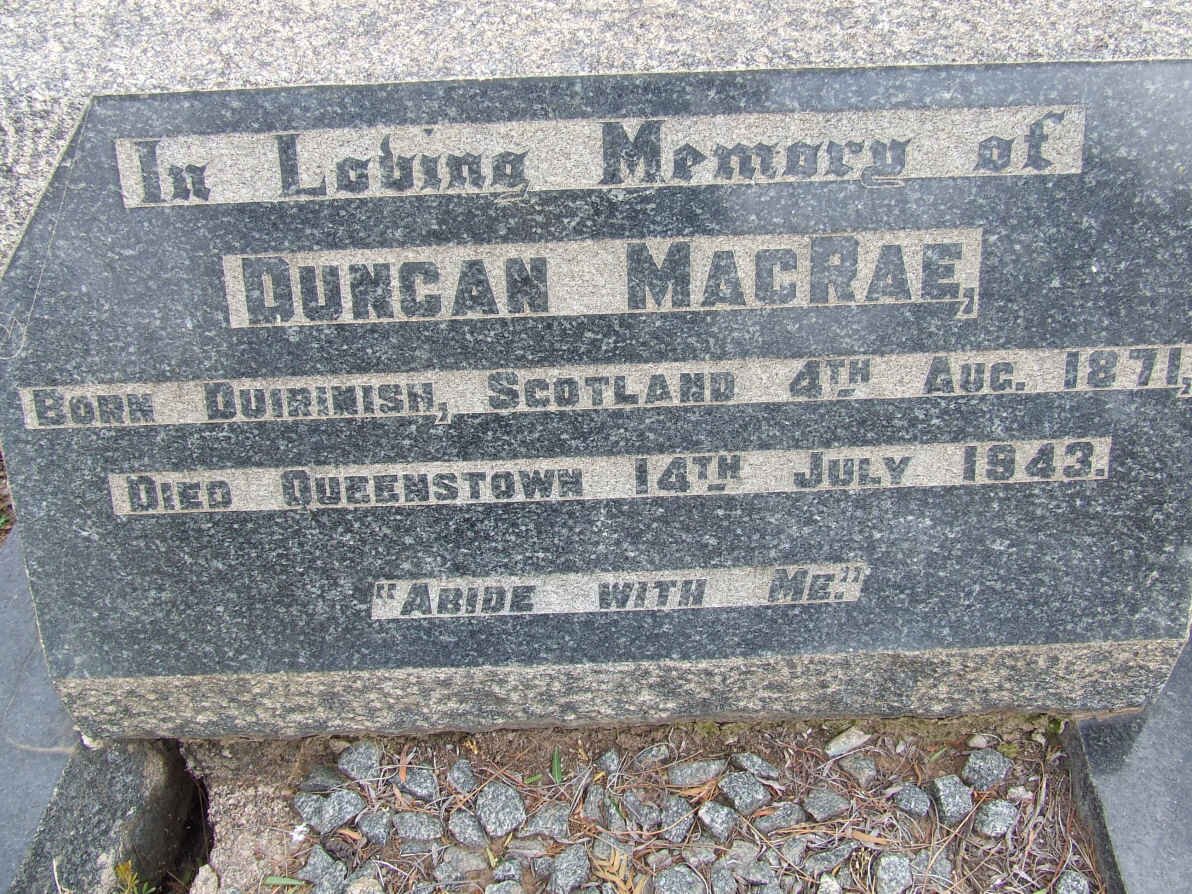 In Loving Memory of
DUNCAN MACRAE,
BORN DUIRINISH, SCOTLAND 4TH AUG. 1871,
DIED QUEENSTOWN 14TH JULY 1943.
"ABIDE WITH ME."